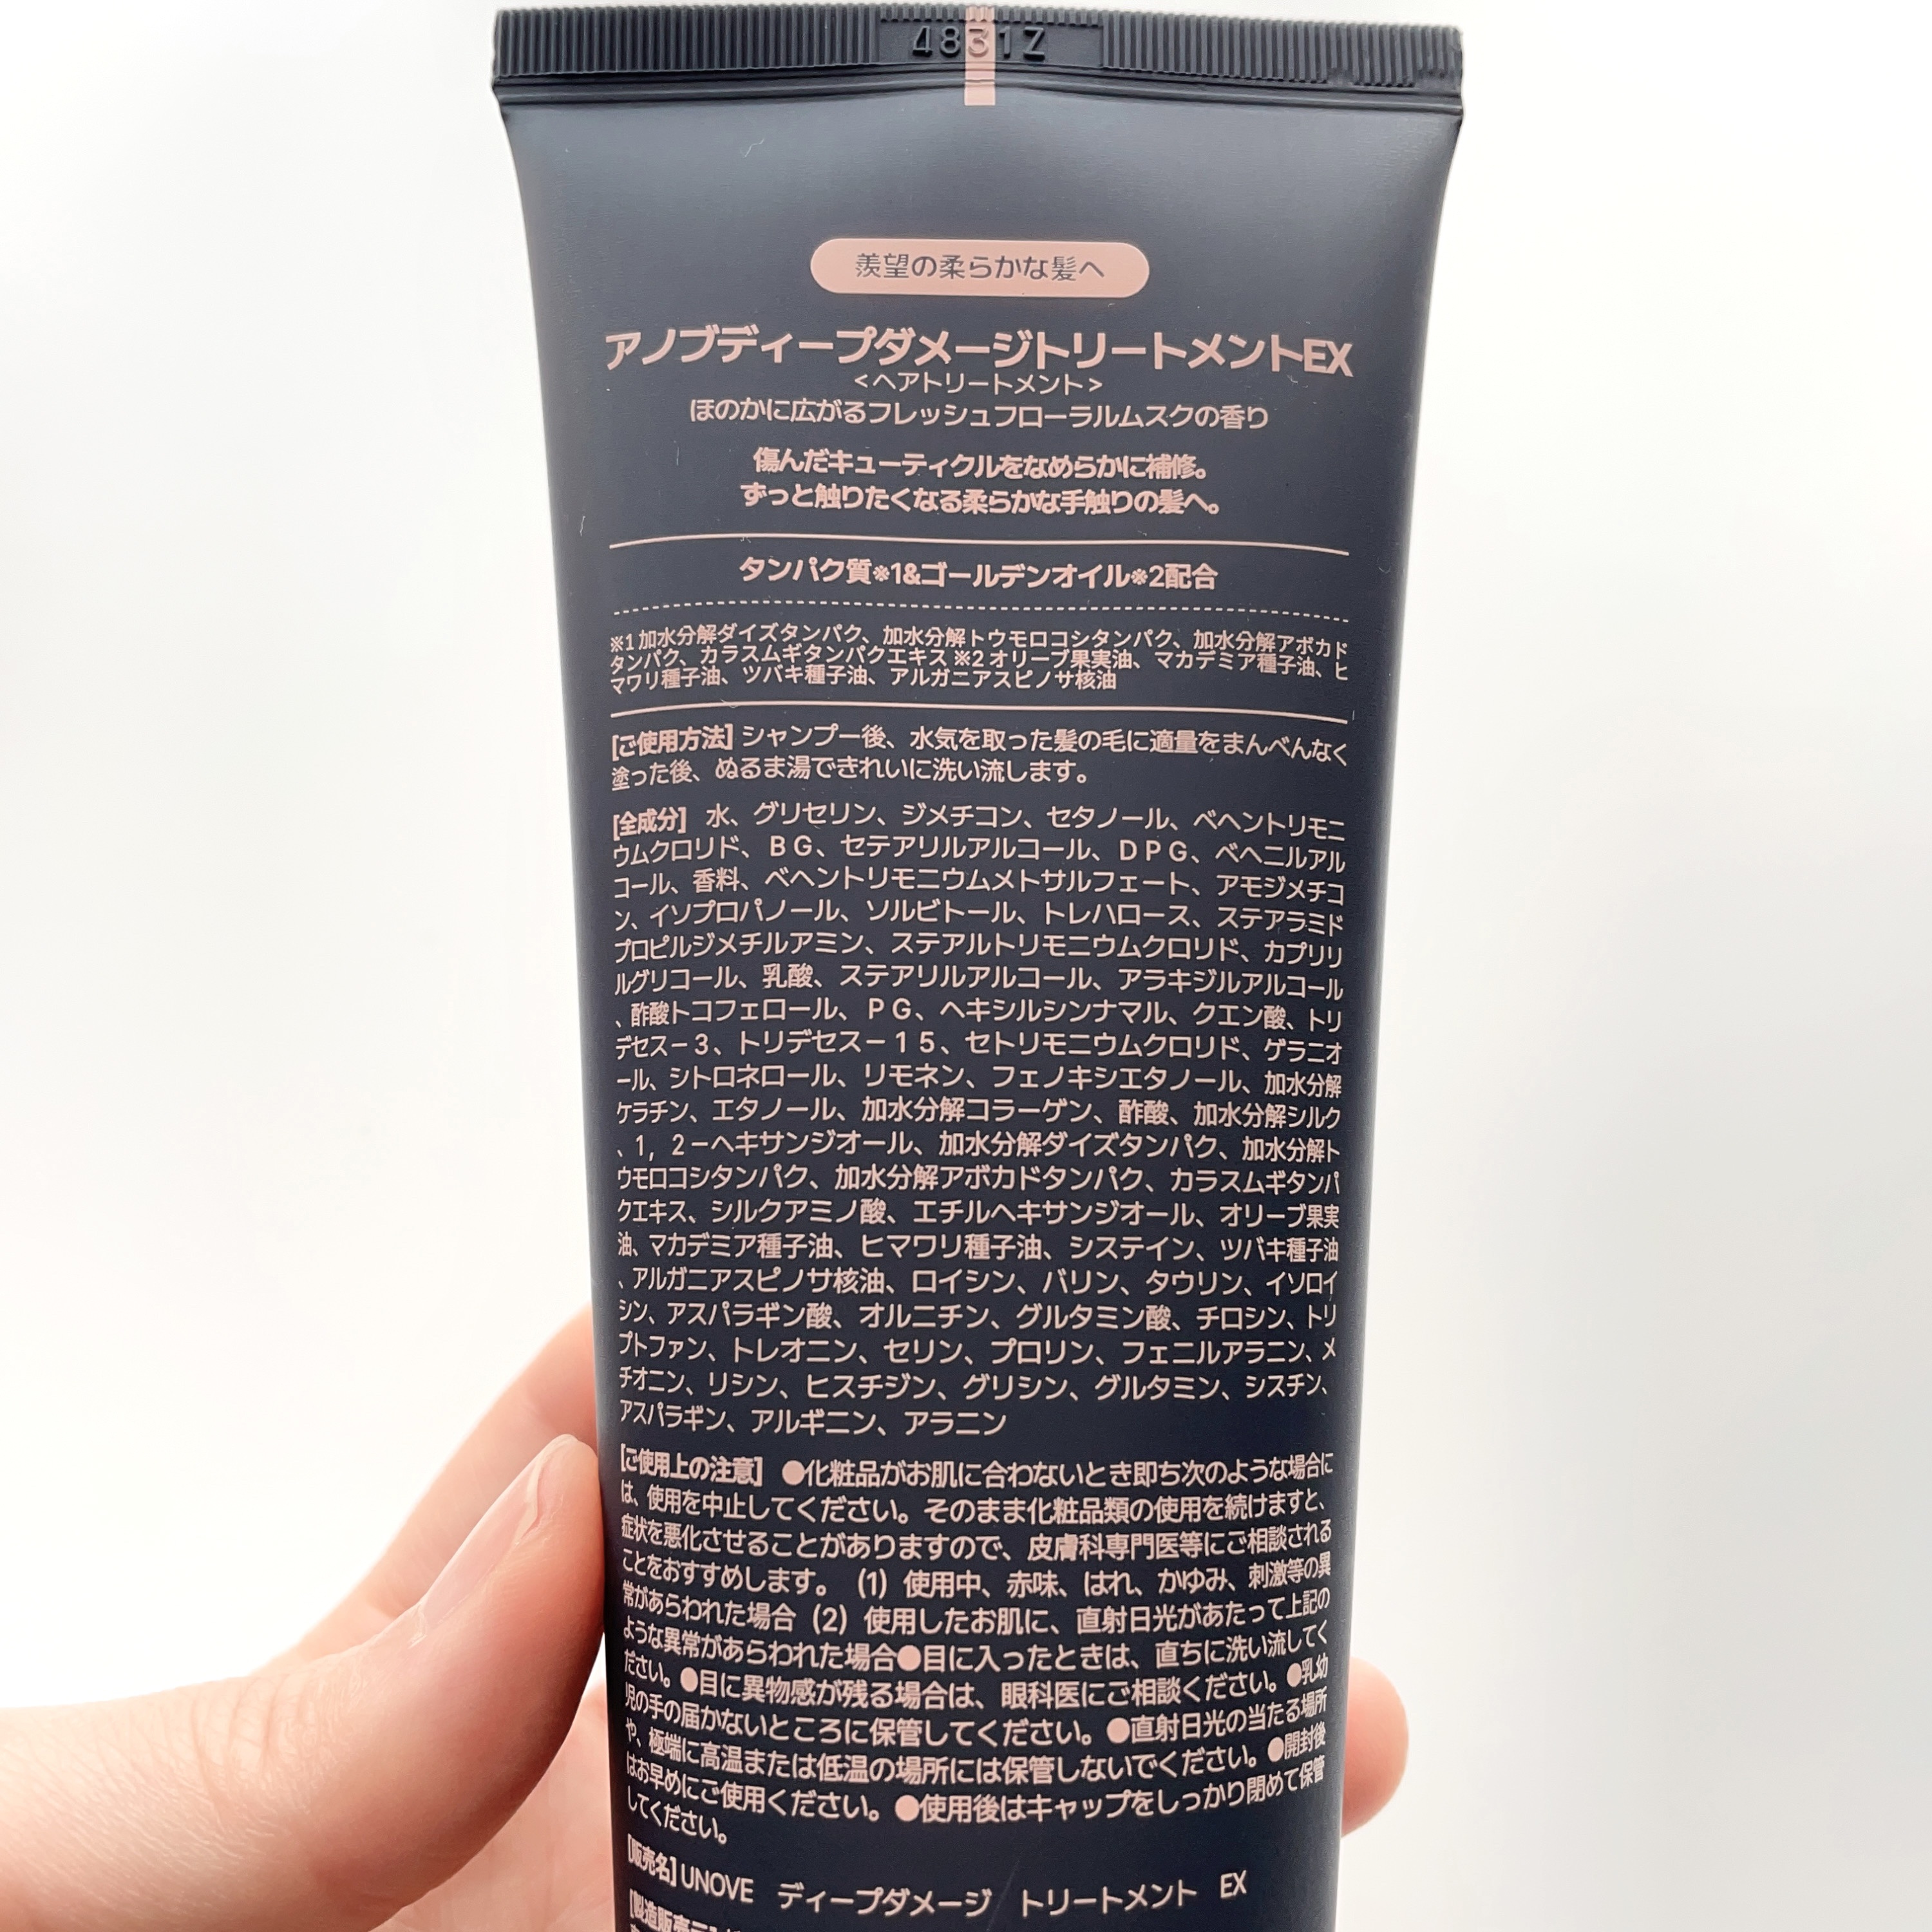 4831Z
羨望の柔らかな髪へ
アノブディープダメージトリートメントEX
<ヘアトリートメント>
ほのかに広がるフレッシュフローラルムスクの香り
傷んだキューティクルをなめらかに補修。
ずっと触りたくなる柔らかな手触りの髪へ。
タンパク質※1&ゴールデンオイル※2配合
※1 加水分解ダイズタンパク、加水分解トウモロコシタンパク、加水分解アボカド
タンパク、カラスムギタンパクエキス ※2 オリーブ果実油、マカデミア種子油、ヒ
マワリ種子油、ツバキ種子油、アルガニアスピノサ核油
[ご使用方法] シャンプー後、水気を取った髪の毛に適量をまんべんなく
塗った後、ぬるま湯できれいに洗い流します。
[全成分] 水、グリセリン、ジメチコン、セタノール、ベヘントリモニ
ウムクロリド、BG、セテアリルアルコール、DPG、ベヘニルアル
コール、香料、ベヘントリモニウムメトサルフェート、アモジメチコ
ン、イソプロパノール、ソルビトール、トレハロース、ステアラミド
プロピルジメチルアミン、ステアルトリモニウムクロリド、カプリリ
ルグリコール、乳酸、ステアリルアルコール、アラキジルアルコール
、酢酸トコフェロール、PG、ヘキシルシンナマル、クエン酸、トリ
デセス－3、トリデセス－15、セトリモニウムクロリド、ゲラニオ
ール、シトロネロール、リモネン、フェノキシエタノール、加水分解
ケラチン、エタノール、加水分解コラーゲン、酢酸、加水分解シルク
、1，2－ヘキサンジオール、加水分解ダイズタンパク、加水分解ト
ウモロコシタンパク、加水分解アボカドタンパク、カラスムギタンパ
クエキス、シルクアミノ酸、エチルヘキサンジオール、オリーブ果実
油、マカデミア種子油、ヒマワリ種子油、システイン、ツバキ種子油
、アルガニアスピノサ核油、ロイシン、バリン、タウリン、イソロイ
シン、アスパラギン酸、オルニチン、グルタミン酸、チロシン、トリ
プトファン、トレオニン、セリン、プロリン、フェニルアラニン、メ
チオニン、リシン、ヒスチジン、グリシン、グルタミン、シスチン、
アスパラギン、アルギニン、アラニン
[ご使用上の注意] ●化粧品がお肌に合わないとき即ち次のような場合に
は、使用を中止してください。そのまま化粧品類の使用を続けますと、
症状を悪化させることがありますので、皮膚科専門医等にご相談される
ことをおすすめします。 (1) 使用中、赤味、はれ、かゆみ、刺激等の異
常があらわれた場合 (2) 使用したお肌に、直射日光があたって上記の
ような異常があらわれた場合●目に入ったときは、直ちに洗い流してく
ださい。●目に異物感が残る場合は、眼科医にご相談ください。●乳幼
児の手の届かないところに保管してください。●直射日光の当たる場所
や、極端に高温または低温の場所には保管しないでください。●開封後
はお早めにご使用ください。●使用後はキャップをしっかり閉めて保管
してください。
[販売名] UNOVE ディープダメージ トリートメント EX